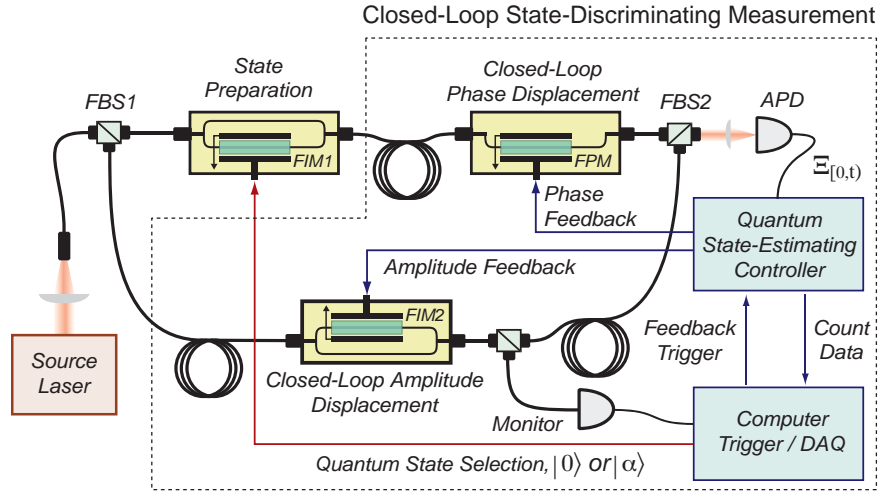 Closed-Loop State-Discriminating Measurement
State
Preparation
Closed-Loop
Phase Displacement
FBS1
FBS2
APD
FIM1
FPM
Ξ[0,t)
Phase
Feedback
Quantum
State-Estimating
Controller
Amplitude Feedback
FIM2
Feedback
Trigger
Count
Data
Source
Laser
Closed-Loop Amplitude
Displacement
Monitor
Computer
Trigger / DAQ
Quantum State Selection, |0⟩ or |α⟩